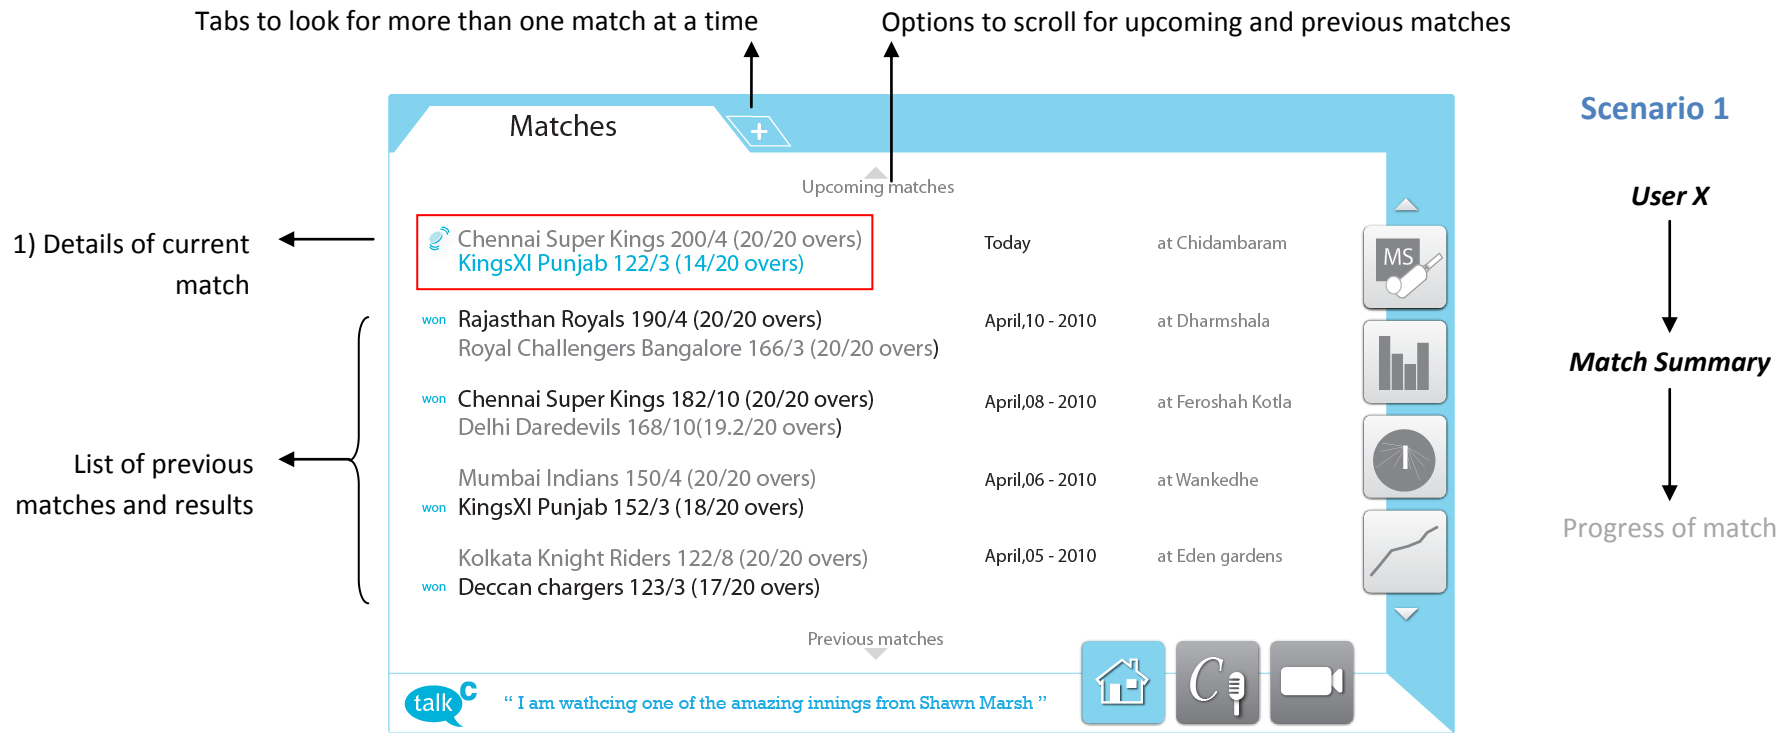 Tabs to look for more than one match at a time
Options to scroll for upcoming and previous matches
Scenario 1
Matches
+
Upcoming matches
User X
1) Details of current
match
Chennai Super Kings 200/4 (20/20 overs)
KingsXI Punjab 122/3 (14/20 overs)
Today
at Chidambaram
MS
won Rajasthan Royals 190/4 (20/20 overs)
Royal Challengers Bangalore 166/3 (20/20 overs)
April,10 - 2010
at Dharmshala
Match Summary
won Chennai Super Kings 182/10 (20/20 overs)
Delhi Daredevils 168/10(19.2/20 overs)
April,08 - 2010
at Feroshah Kotla
List of previous
matches and results
Mumbai Indians 150/4 (20/20 overs)
won KingsXI Punjab 152/3 (18/20 overs)
April,06 - 2010
at Wankedhe
Progress of match
Kolkata Knight Riders 122/8 (20/20 overs)
won Deccan chargers 123/3 (17/20 overs)
April,05 - 2010
at Eden gardens
Previous matches
talk C
“ I am wathcing one of the amazing innings from Shawn Marsh ”
C